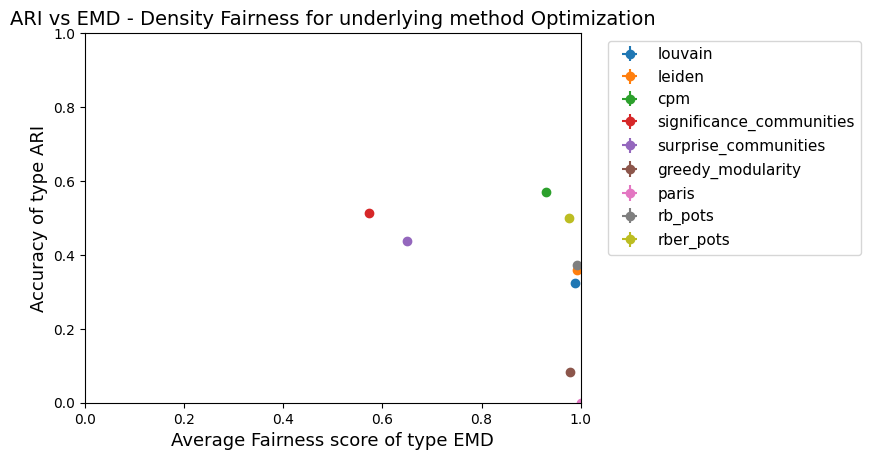 ARI vs EMD - Density Fairness for underlying method Optimization
1.0
0.8
0.6
0.4
0.2
0.0
Accuracy of type ARI
0.0 0.2 0.4 0.6 0.8 1.0
Average Fairness score of type EMD
louvain
leiden
cpm
significance_communities
surprise_communities
greedy_modularity
paris
rb_pots
rber_pots